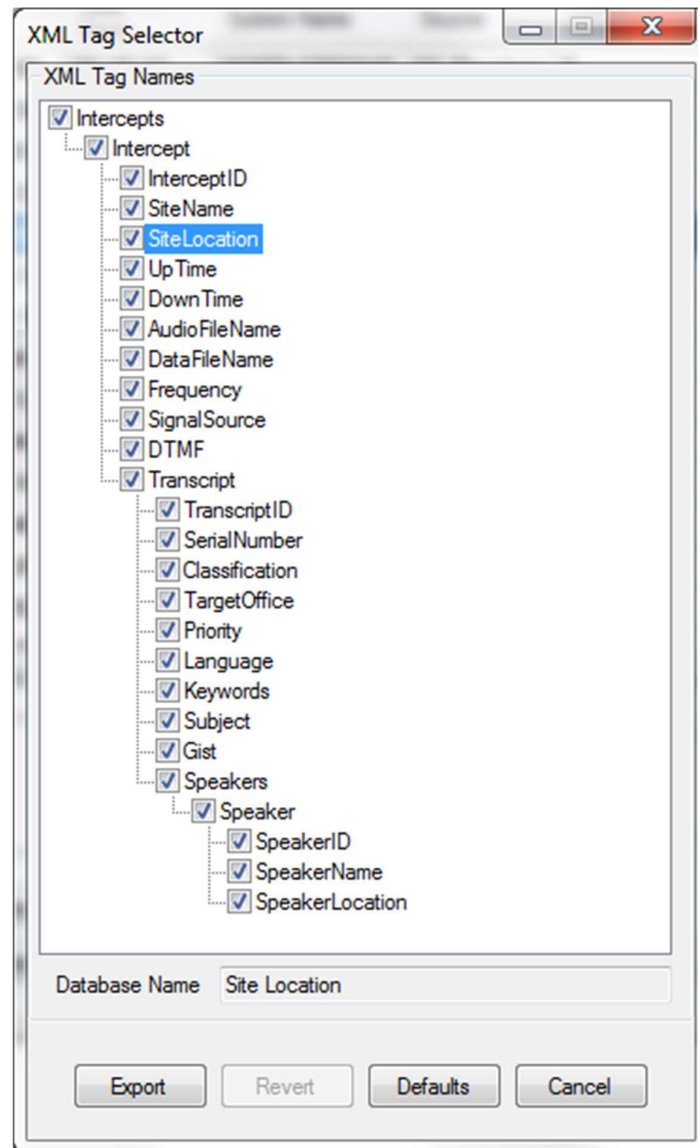 XML Tag Selector
XML Tag Names
Intercepts
Intercept
InterceptID
SiteName
SiteLocation
UpTime
DownTime
AudioFileName
DataFileName
Frequency
SignalSource
DTMF
Transcript
TranscriptID
SerialNumber
Classification
TargetOffice
Priority
Language
Keywords
Subject
Gist
Speakers
Speaker
SpeakerID
SpeakerName
SpeakerLocation
Database Name Site Location
Export Revert Defaults Cancel